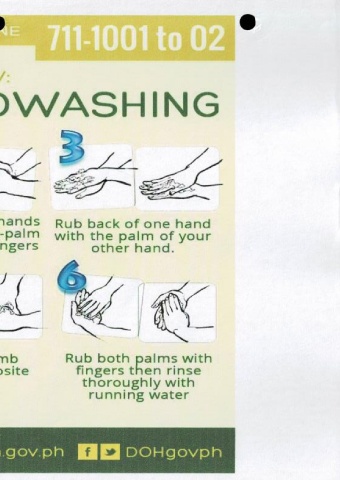 NE 711-1001 to 02
y:
DWASHING
3
hands
-palm
ngers
Rub back of one hand
with the palm of your
other hand.
6
mb
osite
Rub both palms with
fingers then rinse
thoroughly with
running water
.gov.ph f DOHgovph